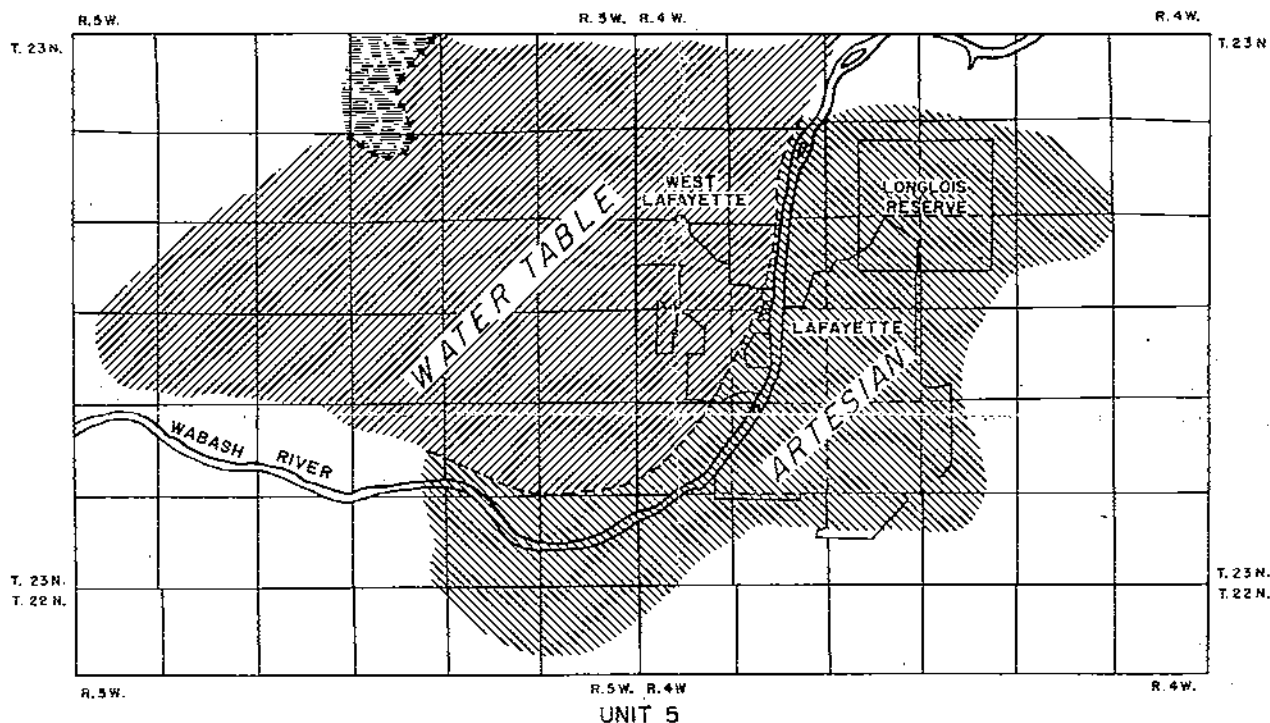 R.5W. R.5W. R.4W. R.4W.
T. 23N. T. 23N
WEST
LAFAYETTE
LONGLOIS
RESERVE
WATER TABLE
LAFAYETTE
ARTESIAN
WABASH RIVER
T. 23N. T. 23N.
T. 22N. T. 22N.
R.5W. R.5W. R.4W R.4W.
UNIT 5